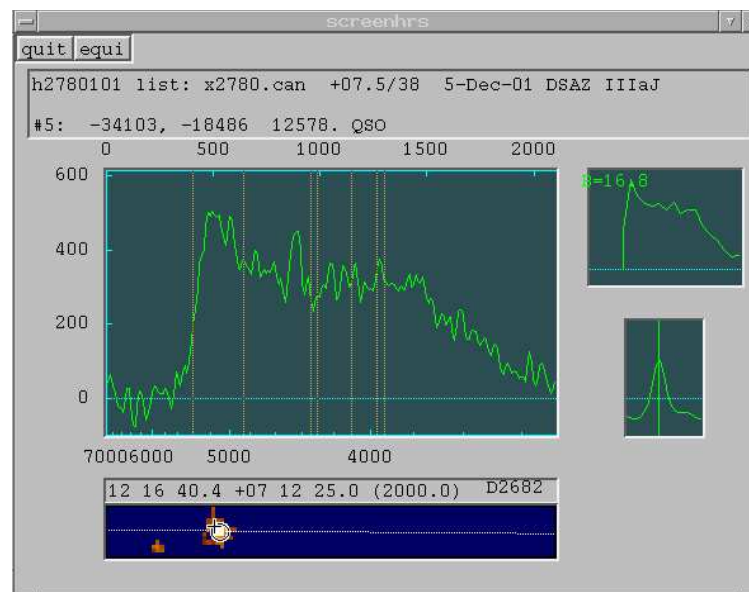 screenhrs
quit equi
h2780101 list: x2780.can +07.5/38 5-Dec-01 DSAZ IIIaJ
#5: -34103, -18486 12578. QSO
0 500 1000 1500 2000
600
400
200
0
B=16.8
70006000 5000 4000
12 16 40.4 +07 12 25.0 (2000.0) D2682